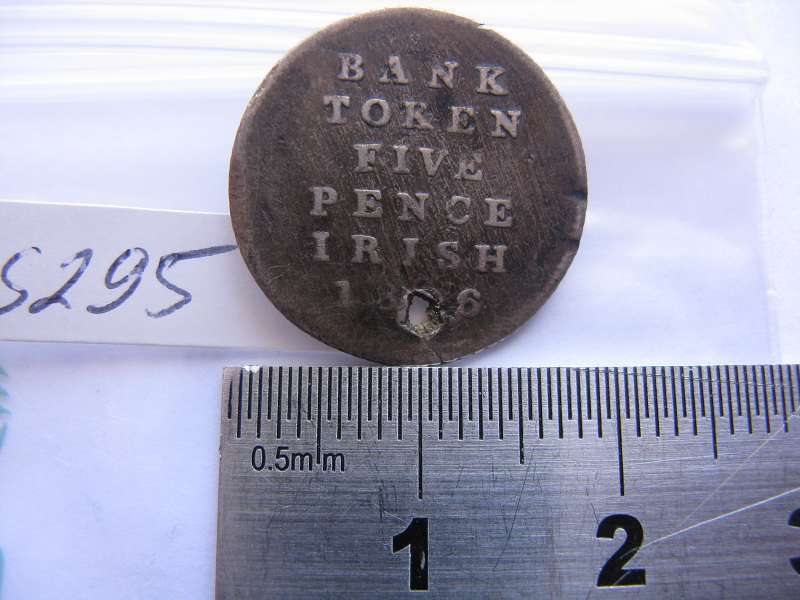 BANK
TOKEN
FIVE
PENCE
IRISH
S295
0.5mm
1 2